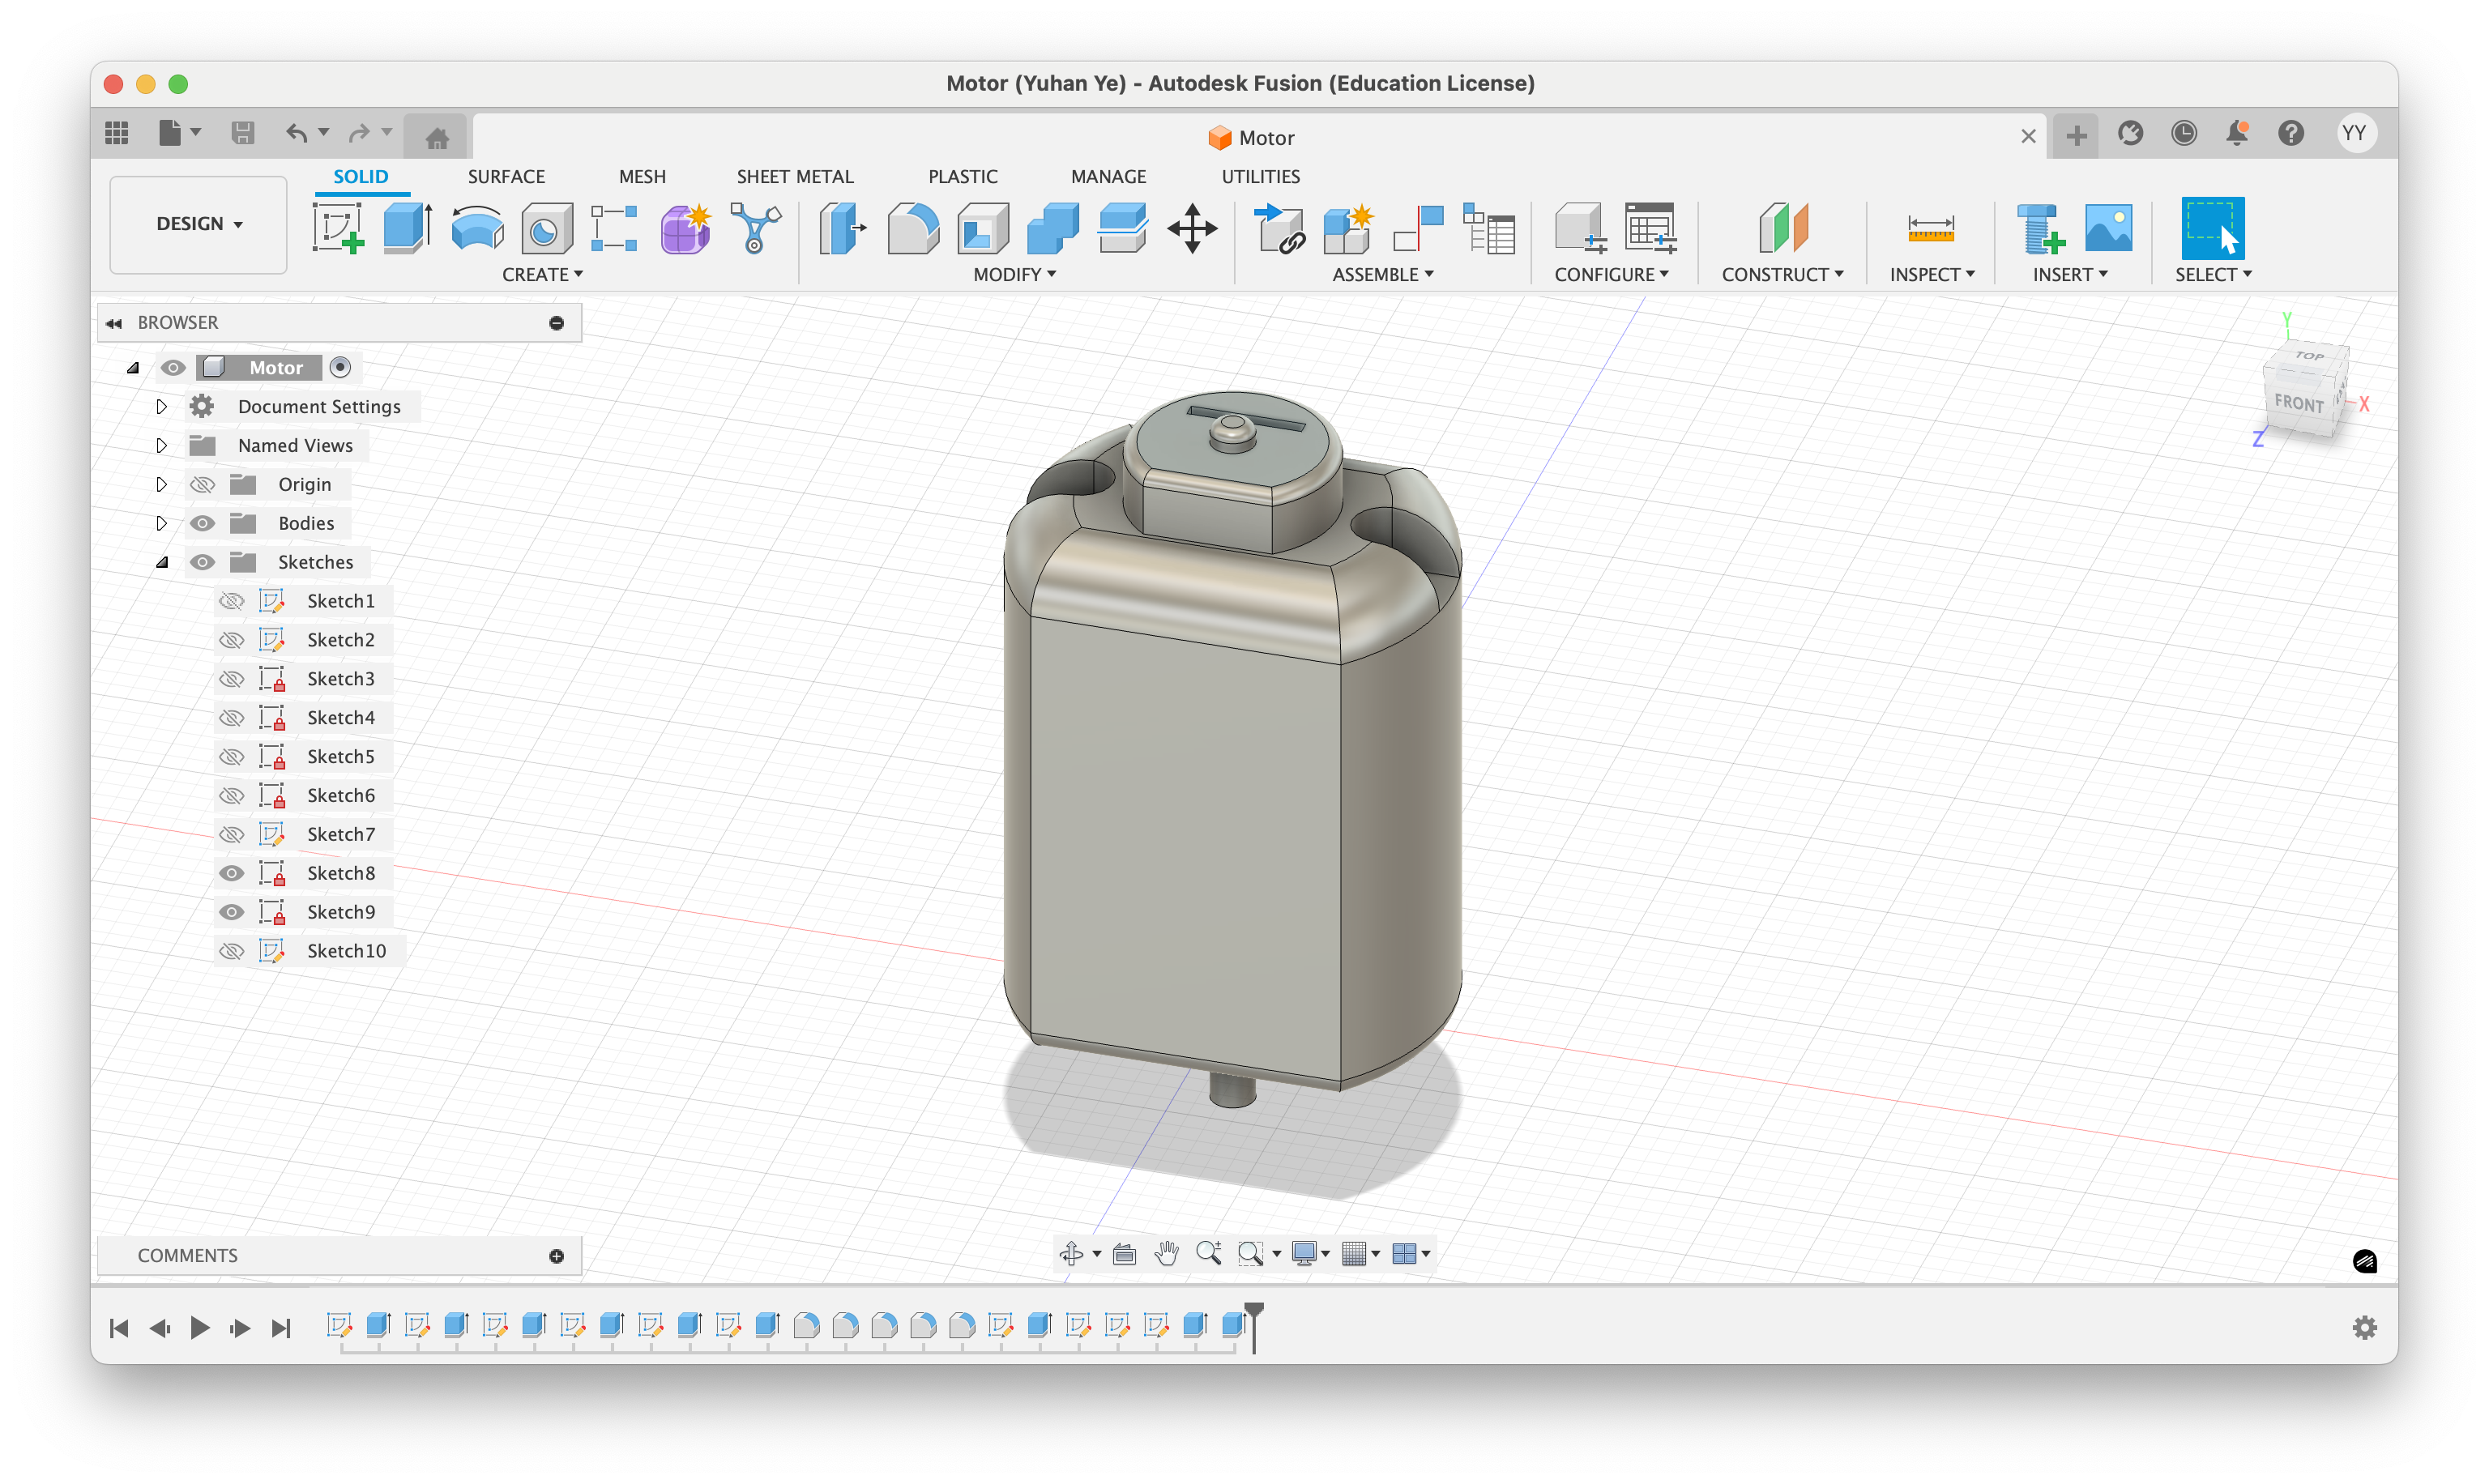 Motor (Yuhan Ye) - Autodesk Fusion (Education License)
Motor
YY
DESIGN
SOLID SURFACE MESH SHEET METAL PLASTIC MANAGE UTILITIES
CREATE MODIFY ASSEMBLE CONFIGURE CONSTRUCT INSPECT INSERT SELECT
BROWSER
Motor
Document Settings
Named Views
Origin
Bodies
Sketches
Sketch1
Sketch2
Sketch3
Sketch4
Sketch5
Sketch6
Sketch7
Sketch8
Sketch9
Sketch10
Y
TOP
FRONT
X
Z
COMMENTS